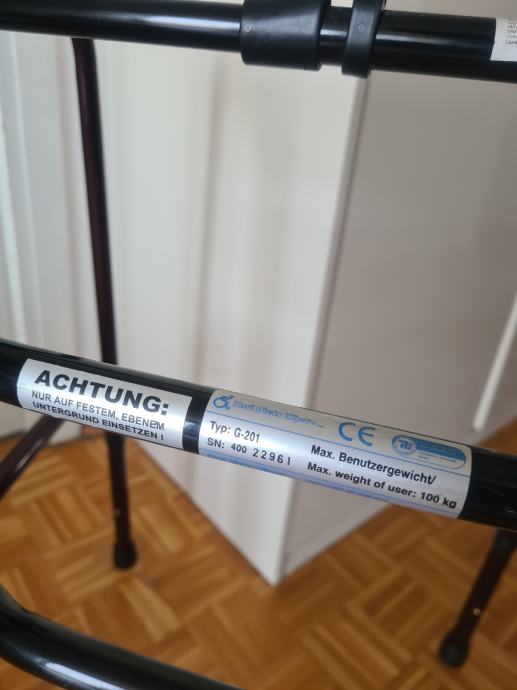 ACHTUNG:
NUR AUF FESTEM, EBENEM
UNTERGRUND EINSETZEN !
CE
Typ: G-201
SN: 400 22961
Max. Benutzergewicht/
Max. weight of user: 100 kg